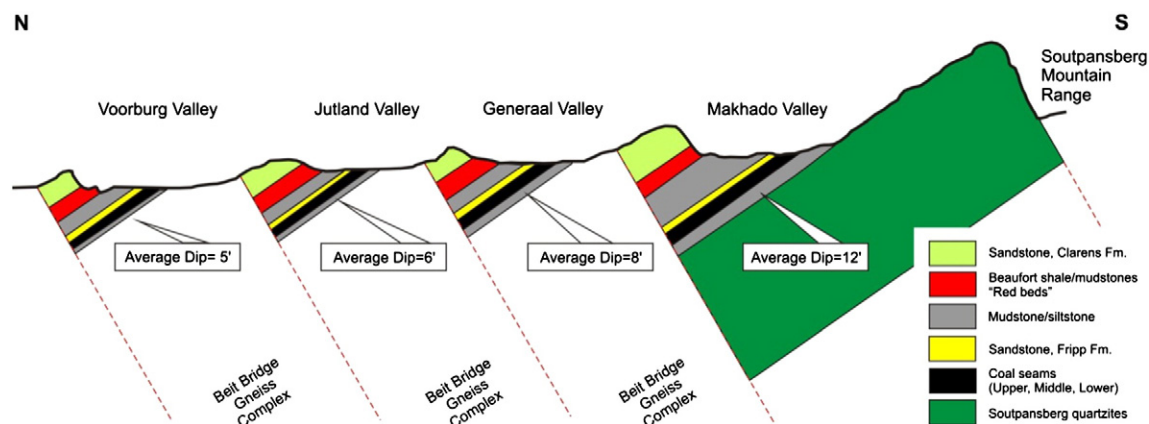 N
S
Soutpansberg
Mountain
Range
Voorburg Valley
Jutland Valley
Generaal Valley
Makhado Valley
Average Dip= 5'
Average Dip=6'
Average Dip=8'
Average Dip=12'
Beit Bridge
Gneiss
Complex
Beit Bridge
Gneiss
Complex
Beit Bridge
Gneiss
Complex
Sandstone, Clarens Fm.
Beaufort shale/mudstones
“Red beds”
Mudstone/siltstone
Sandstone, Fripp Fm.
Coal seams
(Upper, Middle, Lower)
Soutpansberg quartzites